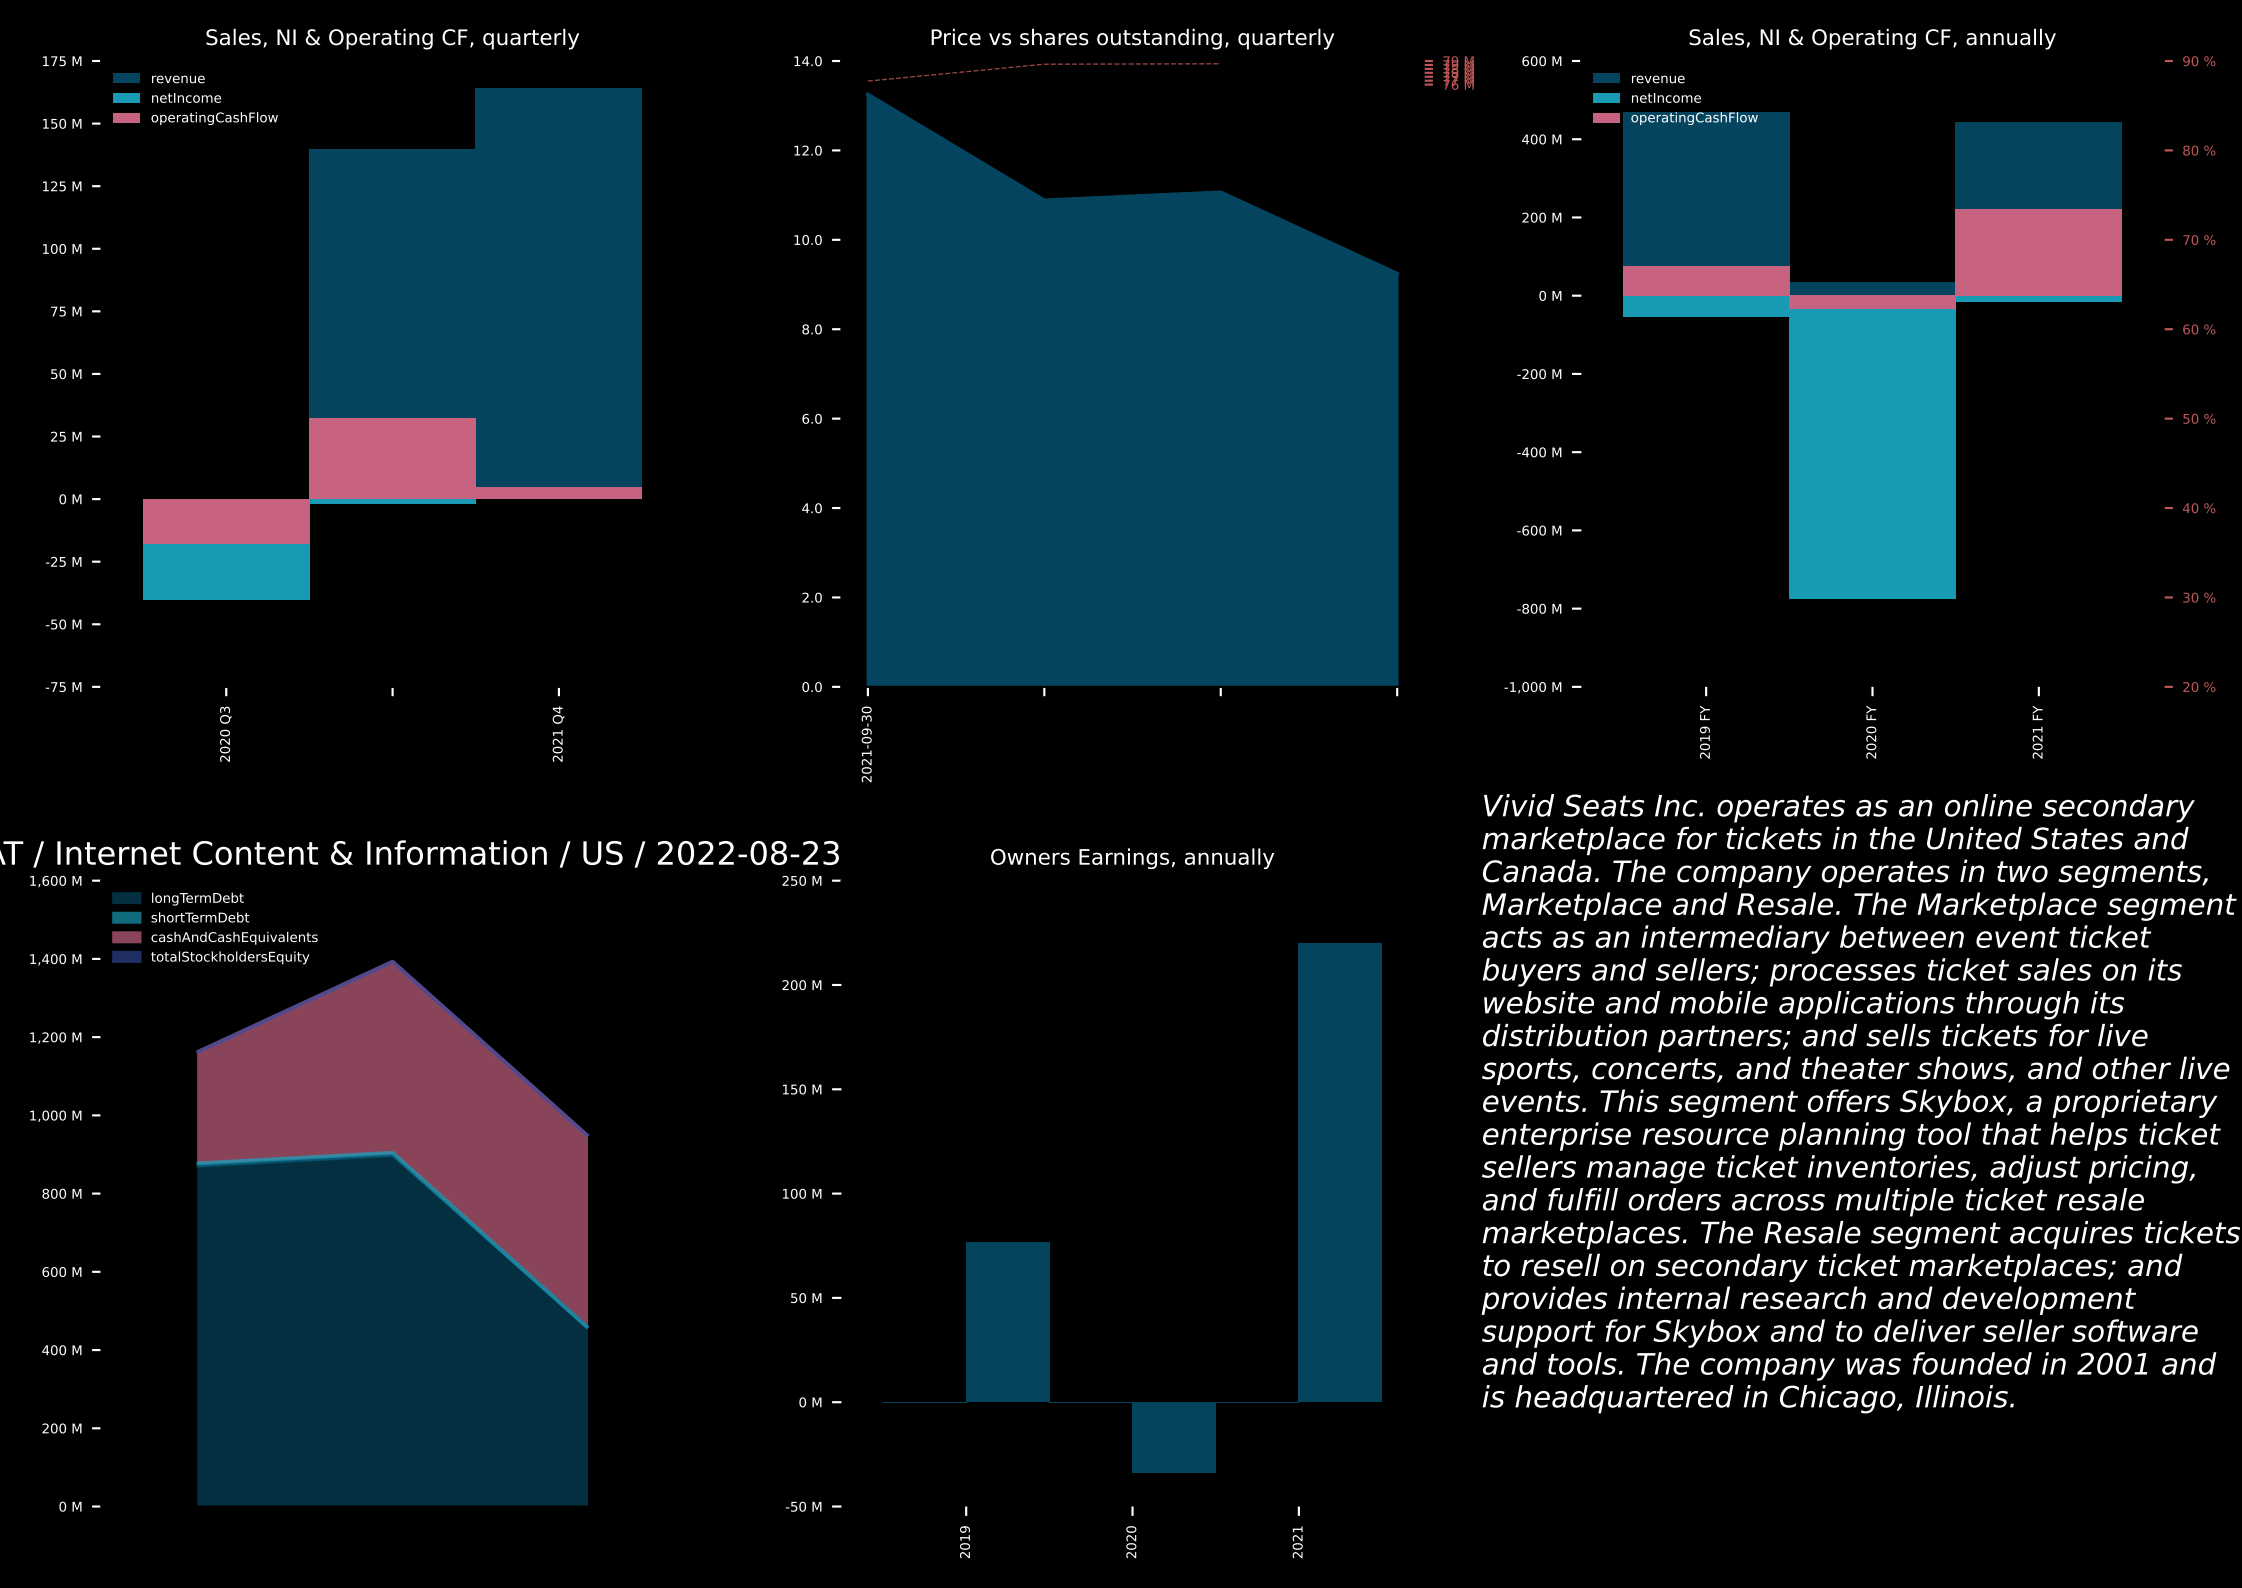 Sales, NI & Operating CF, quarterly
175 M
150 M
125 M
100 M
75 M
50 M
25 M
0 M
-25 M
-50 M
-75 M
revenue
netIncome
operatingCashFlow
2020 Q3
2021 Q4
Price vs shares outstanding, quarterly
14.0
12.0
10.0
8.0
6.0
4.0
2.0
0.0
79 M
76 M
2021-09-30
Sales, NI & Operating CF, annually
600 M
400 M
200 M
0 M
-200 M
-400 M
-600 M
-800 M
-1,000 M
revenue
netIncome
operatingCashFlow
90 %
80 %
70 %
60 %
50 %
40 %
30 %
20 %
2019 FY
2020 FY
2021 FY
AT / Internet Content & Information / US / 2022-08-23
1,600 M
1,400 M
1,200 M
1,000 M
800 M
600 M
400 M
200 M
0 M
longTermDebt
shortTermDebt
cashAndCashEquivalents
totalStockholdersEquity
Owners Earnings, annually
250 M
200 M
150 M
100 M
50 M
0 M
-50 M
2019
2020
2021
Vivid Seats Inc. operates as an online secondary
marketplace for tickets in the United States and
Canada. The company operates in two segments,
Marketplace and Resale. The Marketplace segment
acts as an intermediary between event ticket
buyers and sellers; processes ticket sales on its
website and mobile applications through its
distribution partners; and sells tickets for live
sports, concerts, and theater shows, and other live
events. This segment offers Skybox, a proprietary
enterprise resource planning tool that helps ticket
sellers manage ticket inventories, adjust pricing,
and fulfill orders across multiple ticket resale
marketplaces. The Resale segment acquires tickets
to resell on secondary ticket marketplaces; and
provides internal research and development
support for Skybox and to deliver seller software
and tools. The company was founded in 2001 and
is headquartered in Chicago, Illinois.